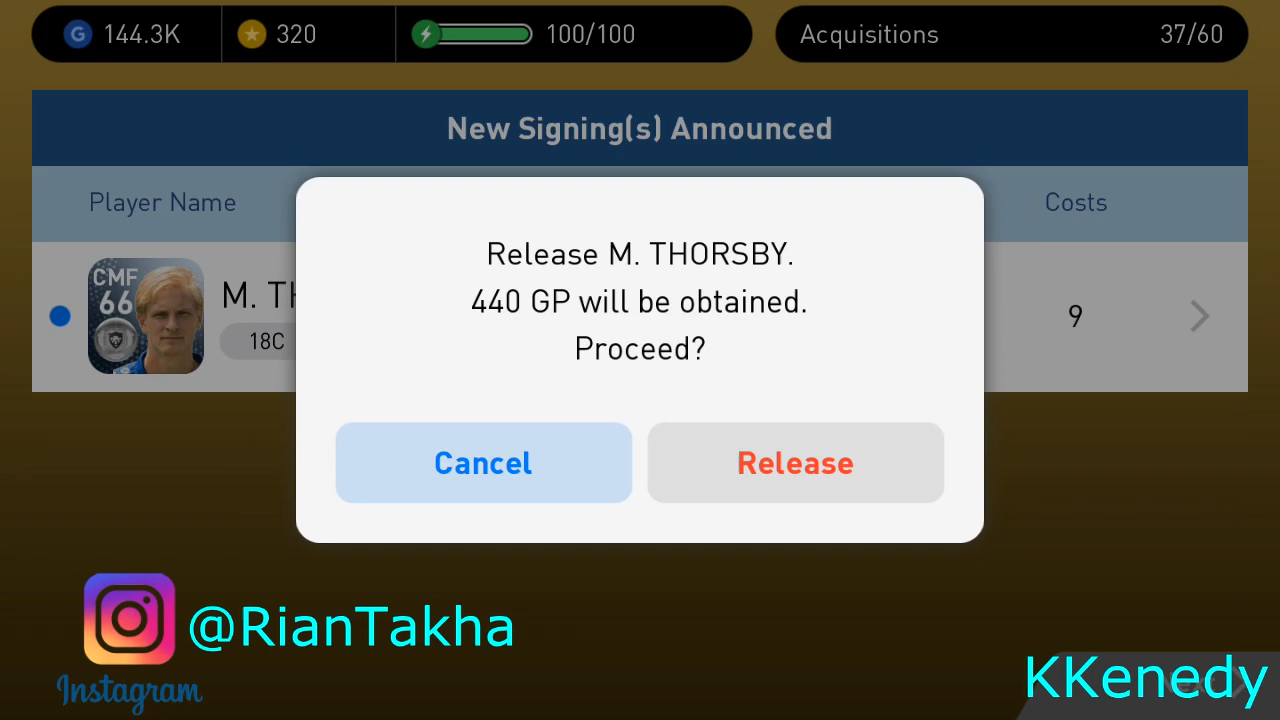 144.3K
320
100/100
Acquisitions
37/60
New Signing(s) Announced
Player Name
Costs
CMF
66
M. TH
18C
9
Release M. THORSBY.
440 GP will be obtained.
Proceed?
Cancel
Release
@RianTakha
Instagram
KKenedy